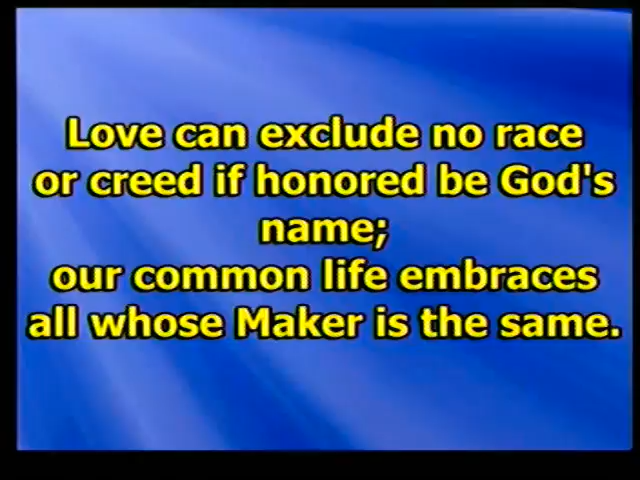 Love can exclude no race
or creed if honored be God's
name;
our common life embraces
all whose Maker is the same.